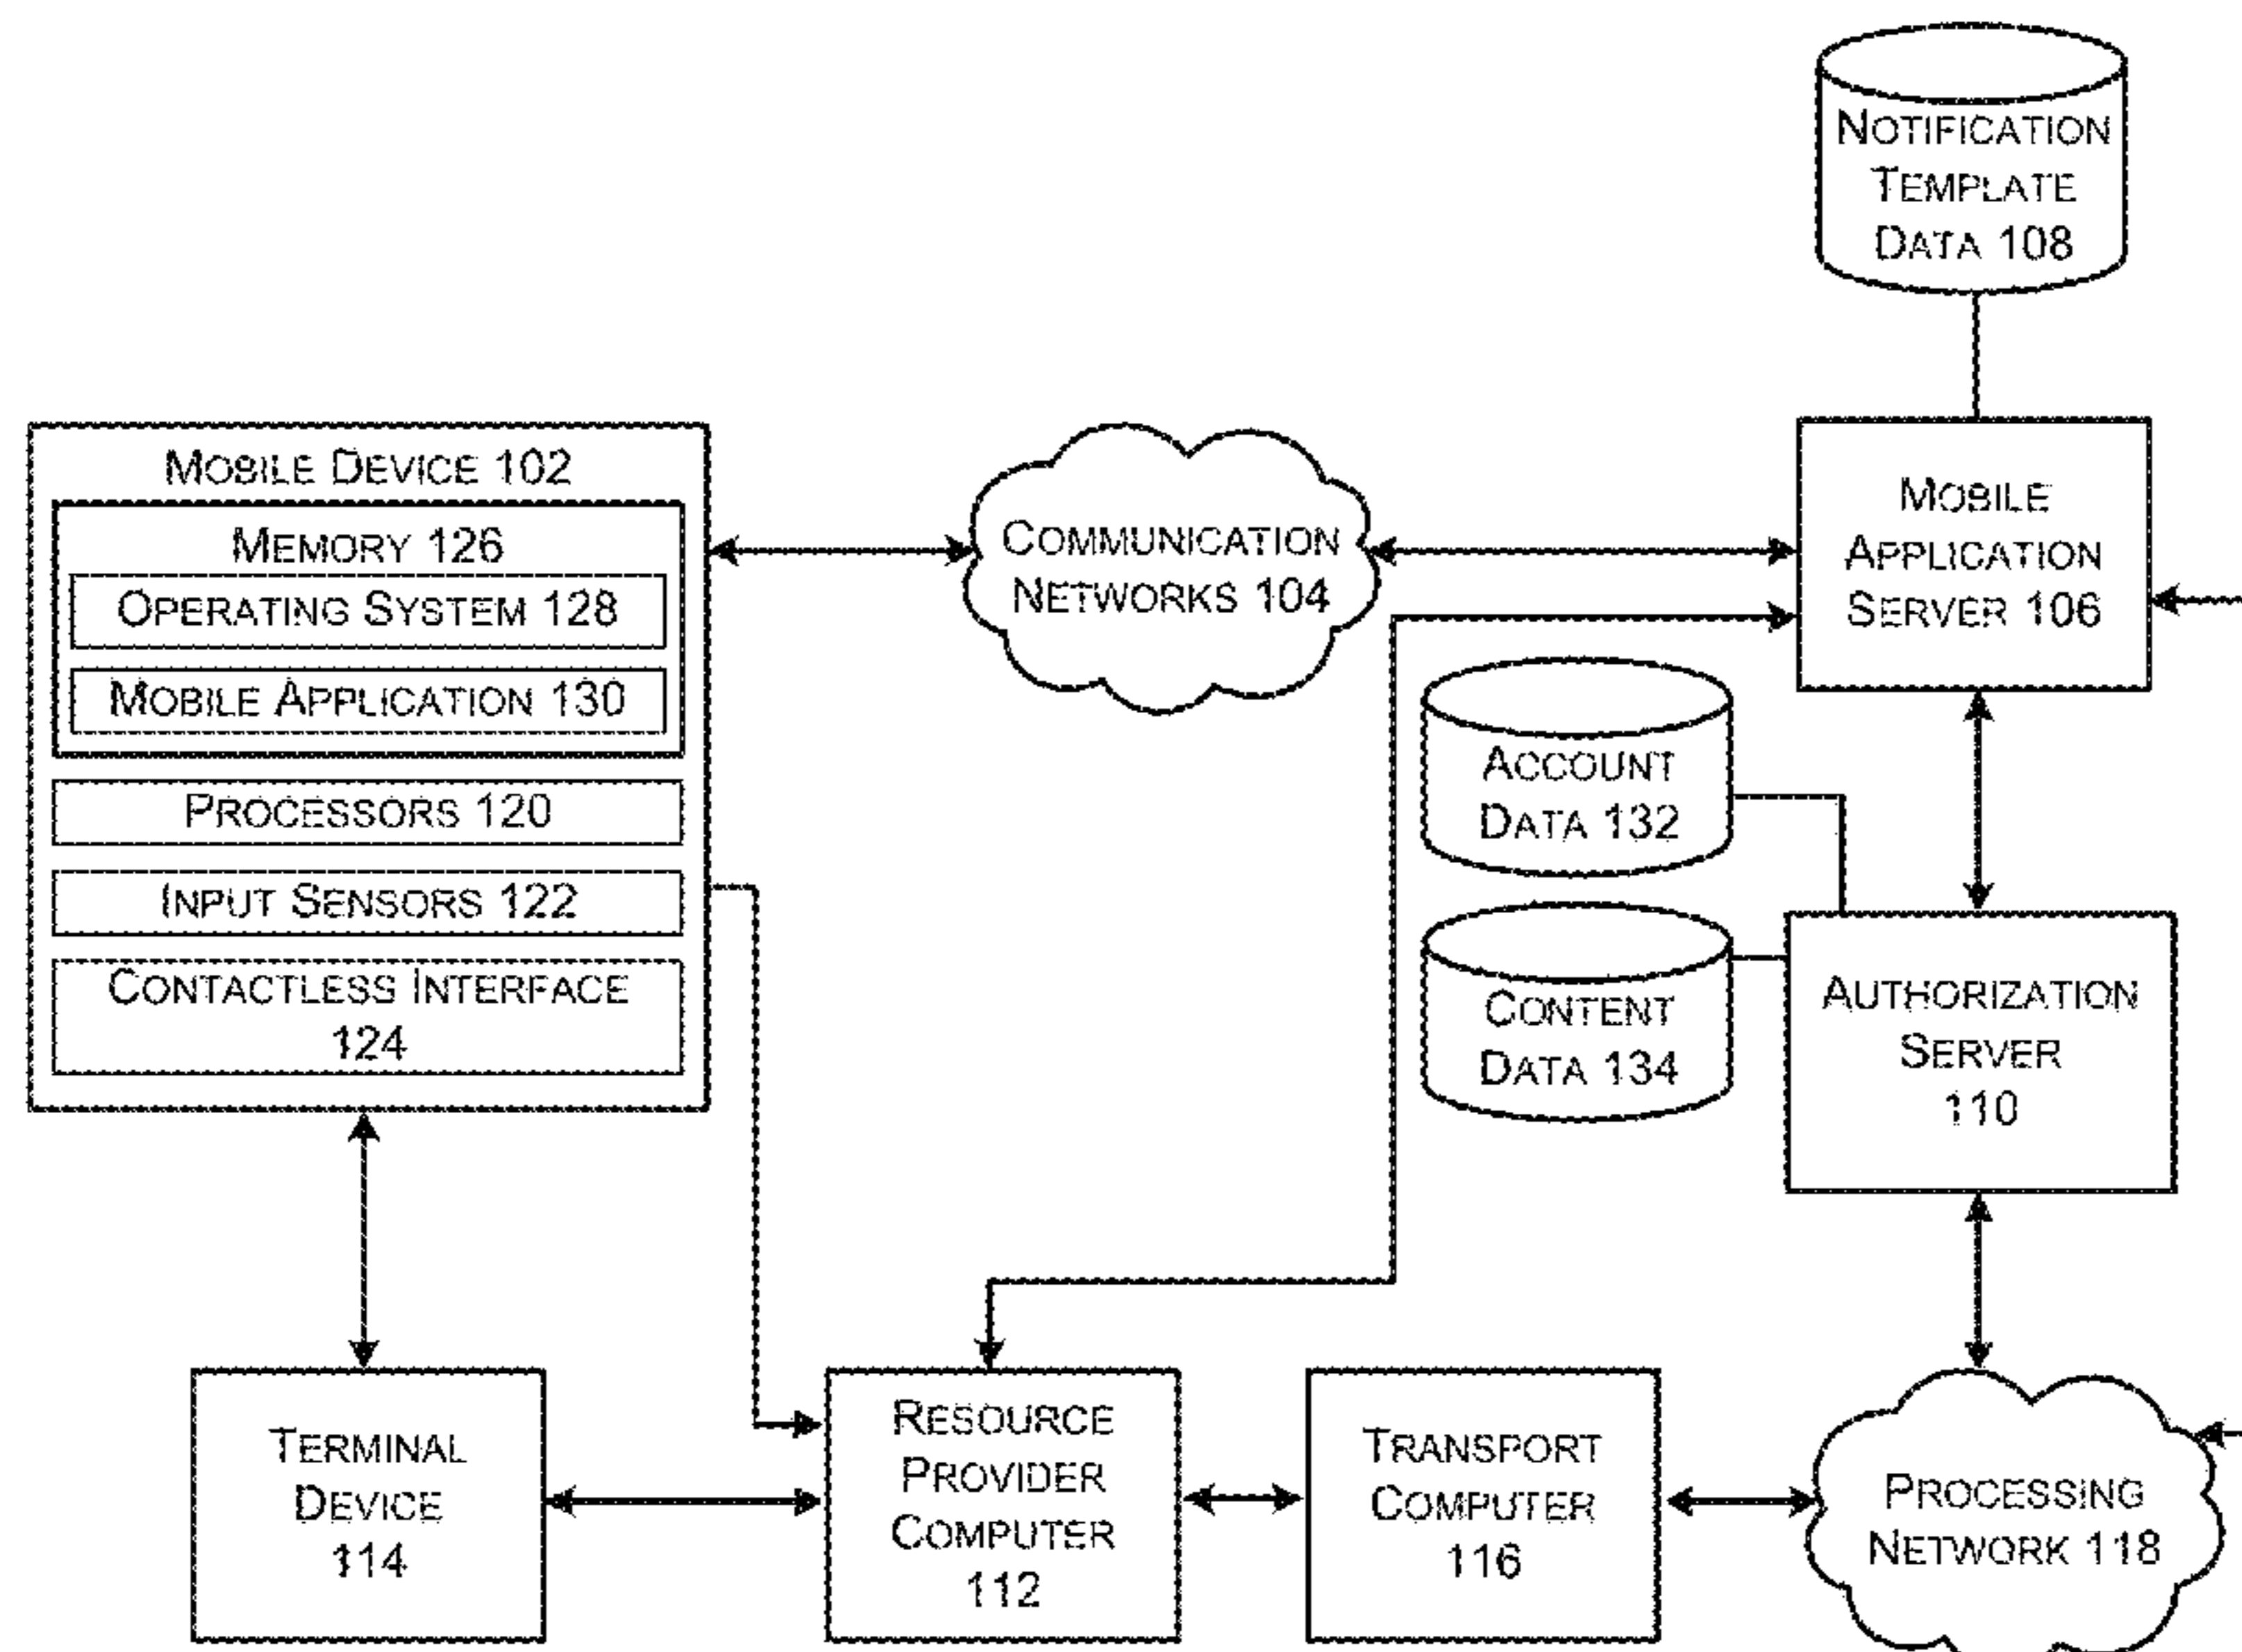 NOTIFICATION
TEMPLATE
DATA 108
MOBILE DEVICE 102
MEMORY 126
OPERATING SYSTEM 128
MOBILE APPLICATION 130
PROCESSORS 120
INPUT SENSORS 122
CONTACTLESS INTERFACE
124
COMMUNICATION
NETWORKS 104
MOBILE
APPLICATION
SERVER 106
ACCOUNT
DATA 132
CONTENT
DATA 134
AUTHORIZATION
SERVER
110
TERMINAL
DEVICE
114
RESOURCE
PROVIDER
COMPUTER
112
TRANSPORT
COMPUTER
116
PROCESSING
NETWORK 118